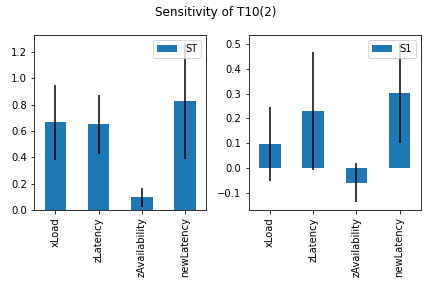 Sensitivity of T10(2)
ST
1.2
1.0
0.8
0.6
0.4
0.2
0.0
xLoad
zLatency
zAvailability
newLatency
S1
0.5
0.4
0.3
0.2
0.1
0.0
−0.1
xLoad
zLatency
zAvailability
newLatency